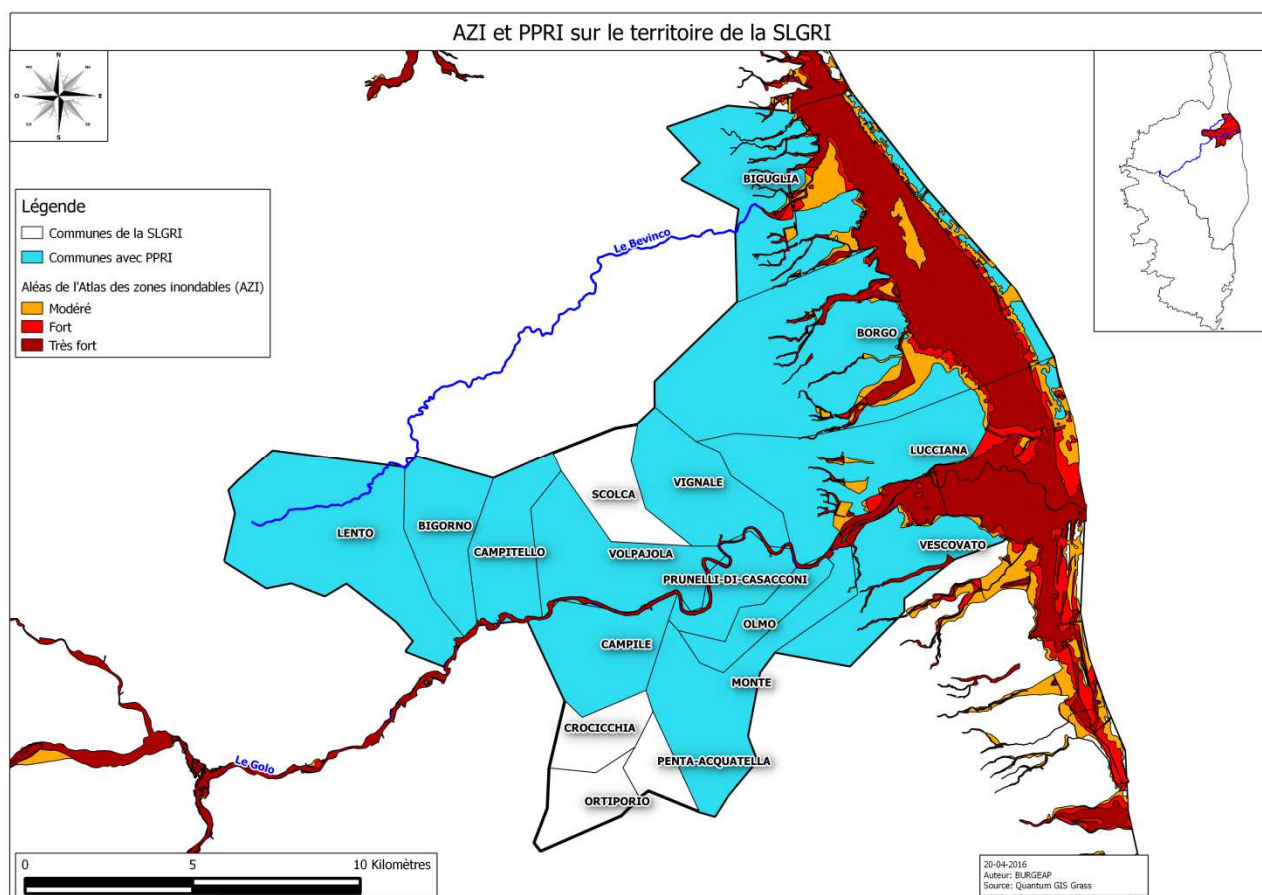 AZI et PPRI sur le territoire de la SLGRI
N
O
E
S
Légende
Communes de la SLGRI
Communes avec PPRI
Aléas de l'Atlas des zones inondables (AZI)
Modéré
Fort
Très fort
BIGUGLIA
Le Bevinco
BORGO
LUCCIANA
SCOLCA
VIGNALE
LENTO
BIGORNO
CAMPITELLO
VOLPAJOLA
VESCOVATO
PRUNELLI-DI-CASACCONI
OLMO
CAMPILE
MONTE
CROCICCHIA
PENTA-ACQUATELLA
Le Golo
ORTIPORIO
0 5 10 Kilomètres
20-04-2016
Auteur: BURGEAP
Source: Quantum GIS Grass